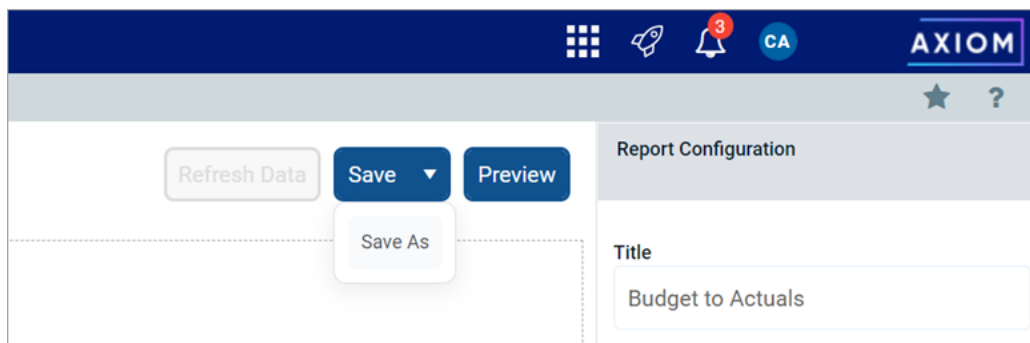 3
CA
AXIOM
?
Refresh Data
Save
Preview
Save As
Report Configuration
Title
Budget to Actuals